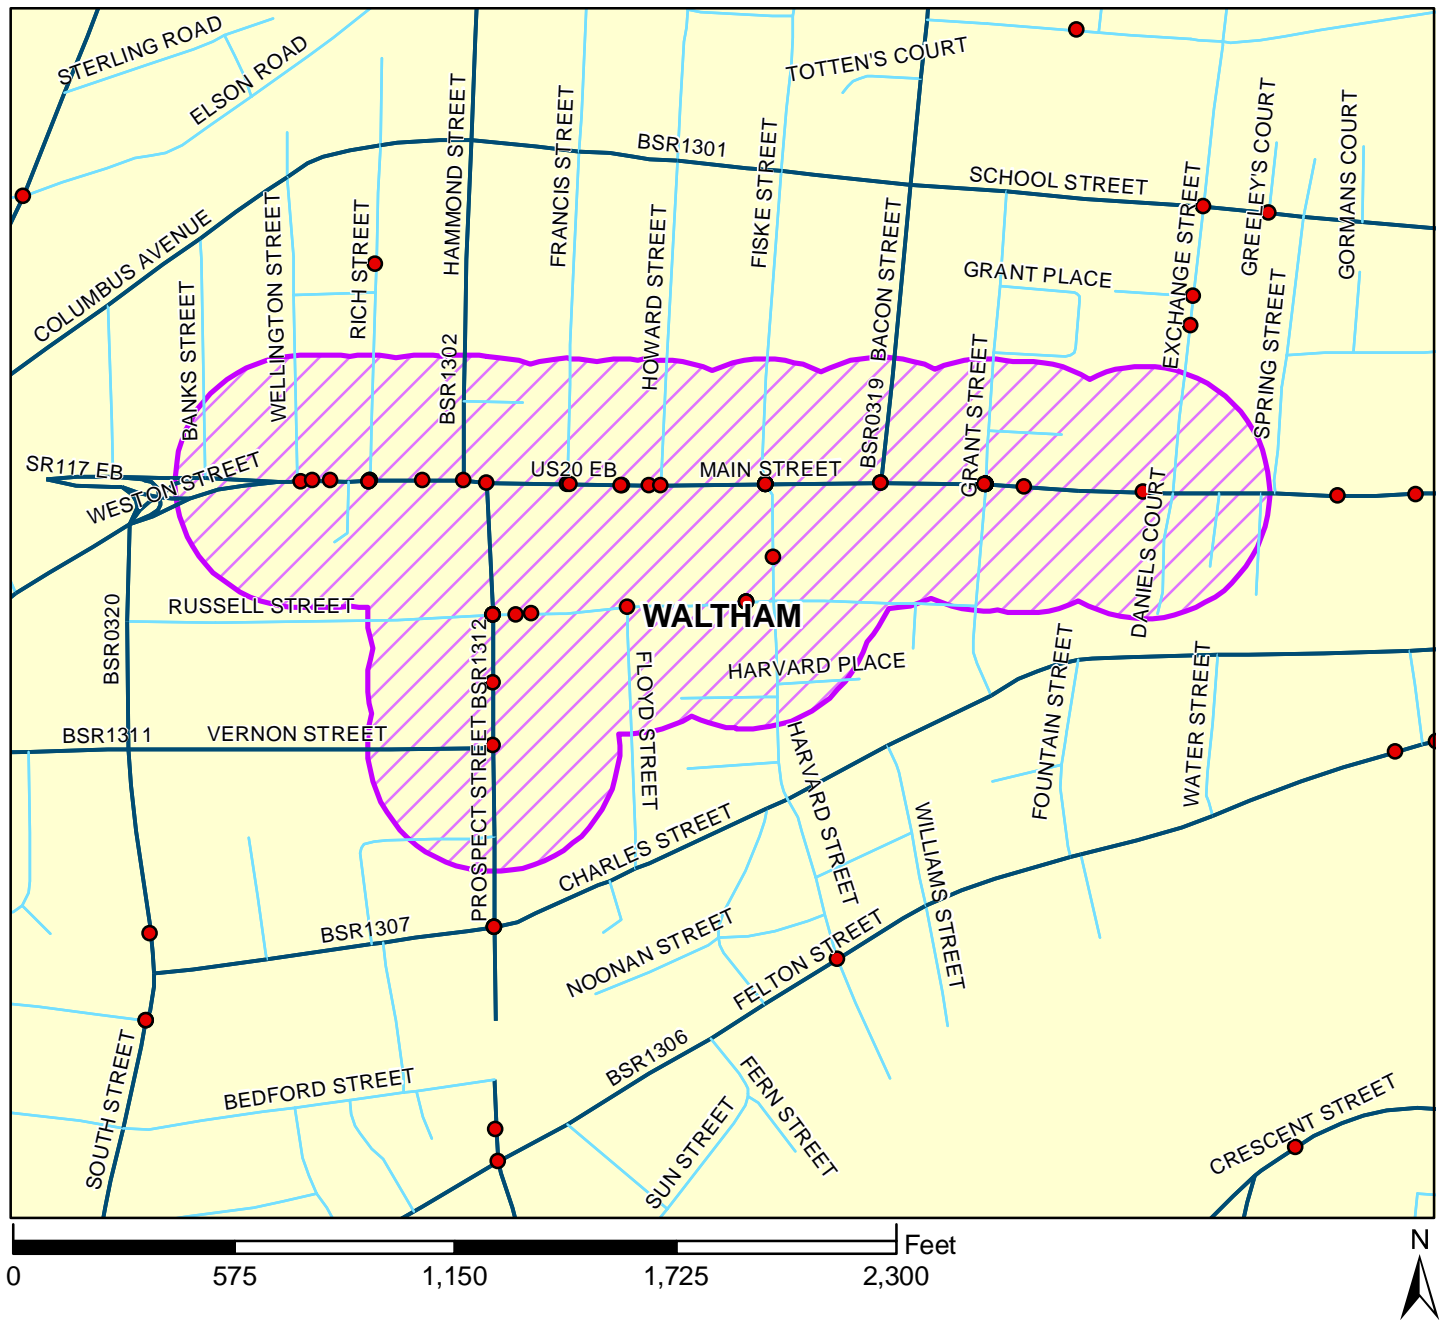 STERLING ROAD
ELSON ROAD
HAMMOND STREET
FRANCIS STREET
BSR1301
FISKE STREET
TOTTEN'S COURT
SCHOOL STREET
EXCHANGE STREET
GREELEY'S COURT
GORMANS COURT
COLUMBUS AVENUE
BANKS STREET
WELLINGTON STREET
RICH STREET
BSR1302
HOWARD STREET
BACON STREET
BSR0319
GRANT PLACE
GRANT STREET
SPRING STREET
SR117 EB
WESTON STREET
US20 EB
MAIN STREET
DANIELS COURT
BSR0320
RUSSELL STREET
WALTHAM
BSR1312
PROSPECT STREET
FLOYD STREET
HARVARD PLACE
HARVARD STREET
FOUNTAIN STREET
WATER STREET
BSR1311
VERNON STREET
CHARLES STREET
WILLIAMS STREET
BSR1307
NOONAN STREET
FELTON STREET
BSR1306
SOUTH STREET
BEDFORD STREET
FERN STREET
SUN STREET
CRESCENT STREET
Feet
N
0 575 1,150 1,725 2,300